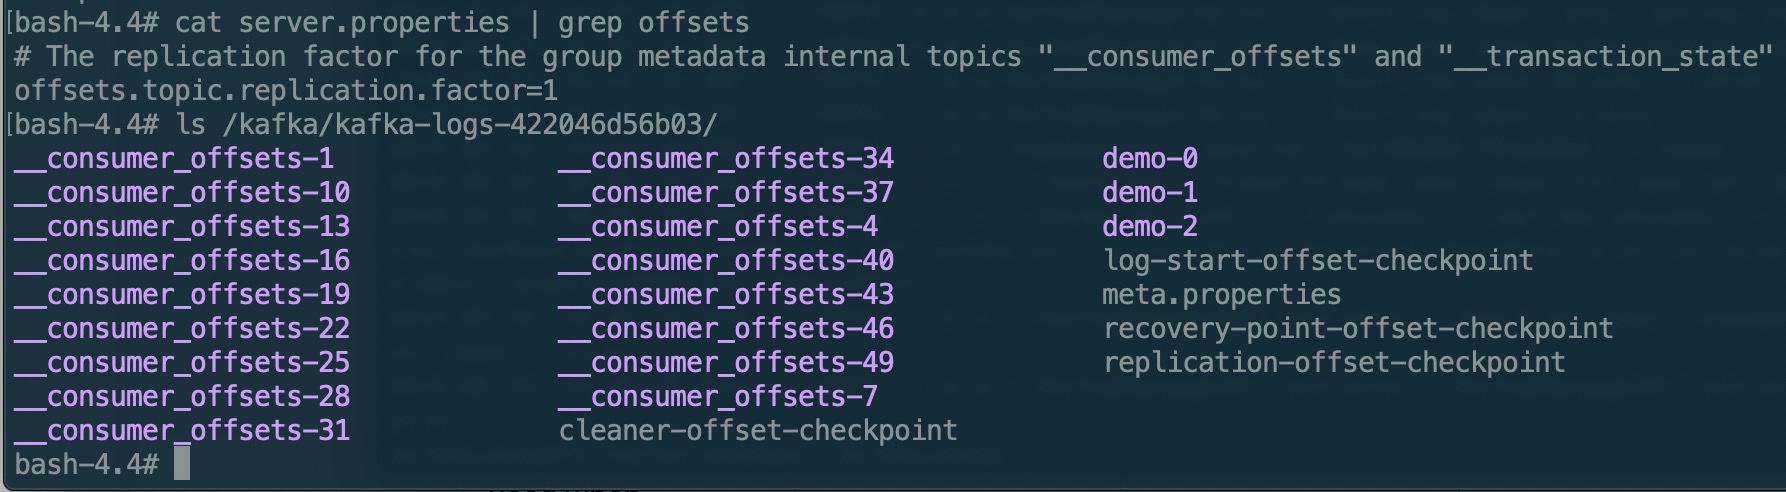 [bash-4.4# cat server.properties | grep offsets
# The replication factor for the group metadata internal topics "__consumer_offsets" and "__transaction_state"
offsets.topic.replication.factor=1
[bash-4.4# ls /kafka/kafka-logs-422046d56b03/
__consumer_offsets-1 __consumer_offsets-34 demo-0
__consumer_offsets-10 __consumer_offsets-37 demo-1
__consumer_offsets-13 __consumer_offsets-4 demo-2
__consumer_offsets-16 __consumer_offsets-40 log-start-offset-checkpoint
__consumer_offsets-19 __consumer_offsets-43 meta.properties
__consumer_offsets-22 __consumer_offsets-46 recovery-point-offset-checkpoint
__consumer_offsets-25 __consumer_offsets-49 replication-offset-checkpoint
__consumer_offsets-28 __consumer_offsets-7
__consumer_offsets-31 cleaner-offset-checkpoint
bash-4.4#